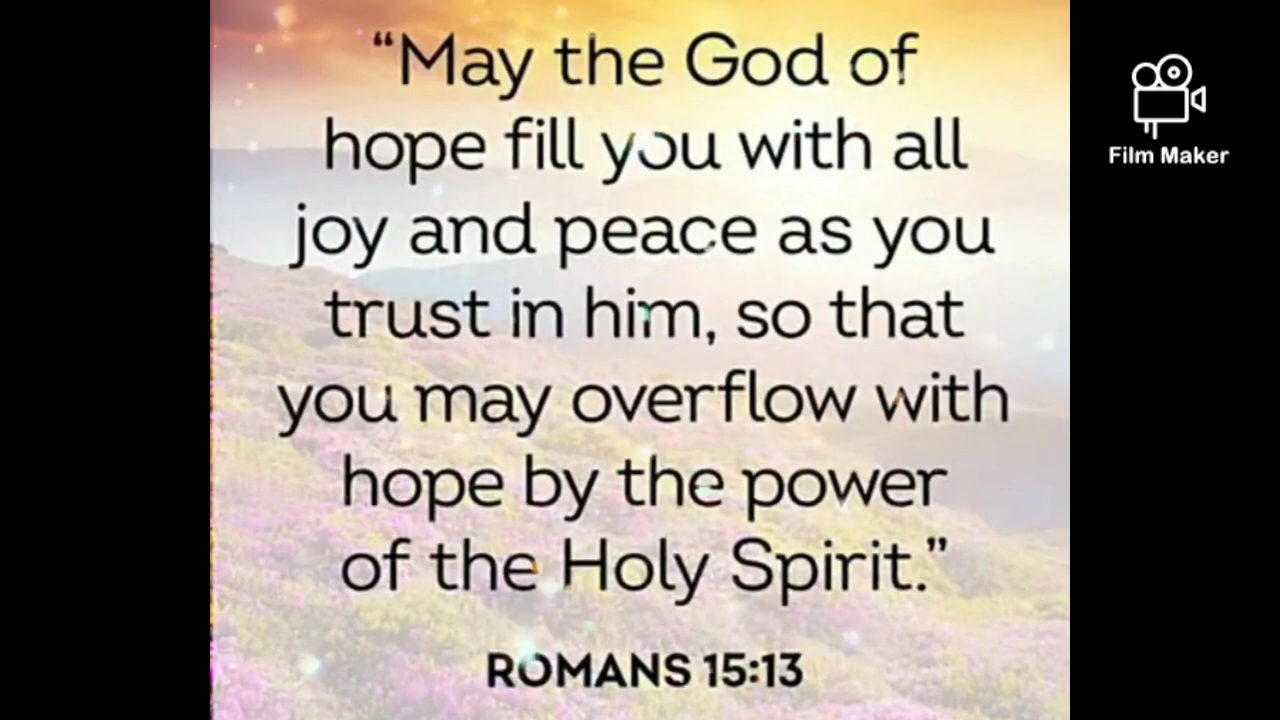 “May the God of
hope fill you with all
joy and peace as you
trust in him, so that
you may overflow with
hope by the power
of the Holy Spirit.”
ROMANS 15:13
Film Maker